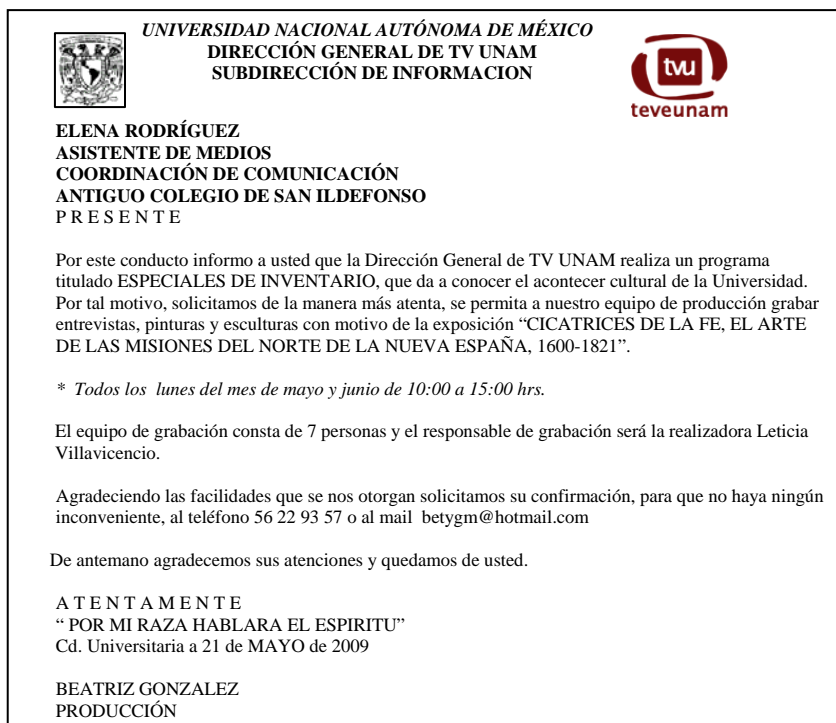 UNIVERSIDAD NACIONAL AUTÓNOMA DE MÉXICO
DIRECCIÓN GENERAL DE TV UNAM
SUBDIRECCIÓN DE INFORMACION
tvu
teveunam
ELENA RODRÍGUEZ
ASISTENTE DE MEDIOS
COORDINACIÓN DE COMUNICACIÓN
ANTIGUO COLEGIO DE SAN ILDEFONSO
P R E S E N T E
Por este conducto informo a usted que la Dirección General de TV UNAM realiza un programa
titulado ESPECIALES DE INVENTARIO, que da a conocer el acontecer cultural de la Universidad.
Por tal motivo, solicitamos de la manera más atenta, se permita a nuestro equipo de producción grabar
entrevistas, pinturas y esculturas con motivo de la exposición “CICATRICES DE LA FE, EL ARTE
DE LAS MISIONES DEL NORTE DE LA NUEVA ESPAÑA, 1600-1821”.
* Todos los lunes del mes de mayo y junio de 10:00 a 15:00 hrs.
El equipo de grabación consta de 7 personas y el responsable de grabación será la realizadora Leticia
Villavicencio.
Agradeciendo las facilidades que se nos otorgan solicitamos su confirmación, para que no haya ningún
inconveniente, al teléfono 56 22 93 57 o al mail betygm@hotmail.com
De antemano agradecemos sus atenciones y quedamos de usted.
A T E N T A M E N T E
“ POR MI RAZA HABLARA EL ESPIRITU”
Cd. Universitaria a 21 de MAYO de 2009
BEATRIZ GONZALEZ
PRODUCCIÓN